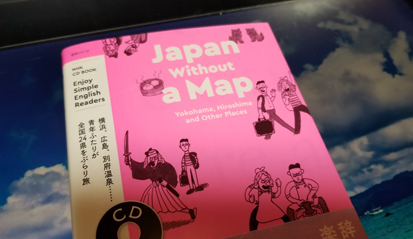 WITH
CD BOOK
Enjoy
Simple
English
Readers
横浜、広島、別府温泉……
青年ふたりが
全国24県をぶらり旅
CD
Japan
Without
a Map
Yokohama, Hiroshima
and Other Places